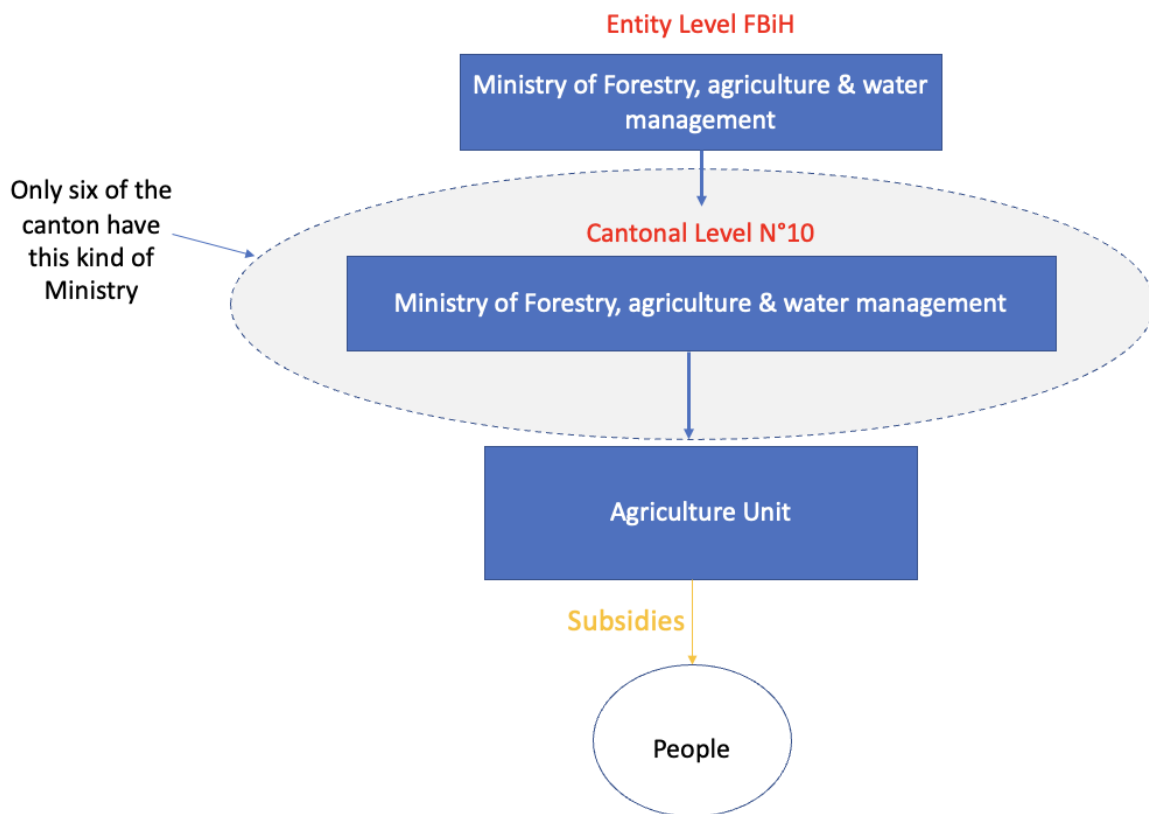 Entity Level FBiH
Ministry of Forestry, agriculture & water
management
Only six of the
canton have
this kind of
Ministry
Cantonal Level N°10
Ministry of Forestry, agriculture & water management
Agriculture Unit
Subsidies
People